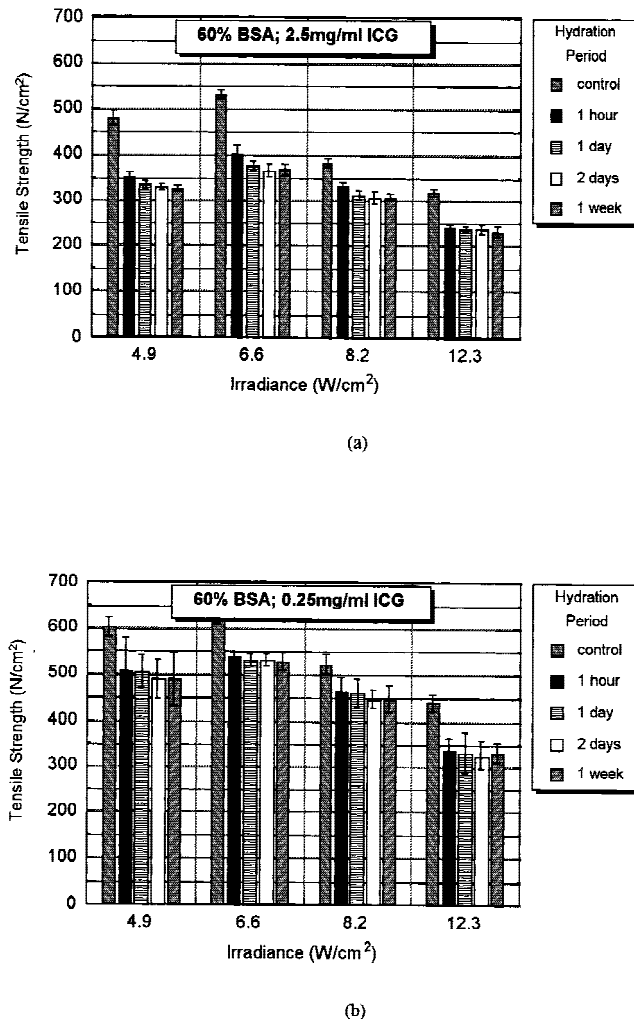 60% BSA; 2.5mg/ml ICG
Tensile Strength (N/cm²)
700
600
500
400
300
200
100
0
4.9 6.6 8.2 12.3
Irradiance (W/cm²)
Hydration
Period
control
1 hour
1 day
2 days
1 week
(a)
60% BSA; 0.25mg/ml ICG
Tensile Strength (N/cm²)
700
600
500
400
300
200
100
0
4.9 6.6 8.2 12.3
Irradiance (W/cm²)
Hydration
Period
control
1 hour
1 day
2 days
1 week
(b)